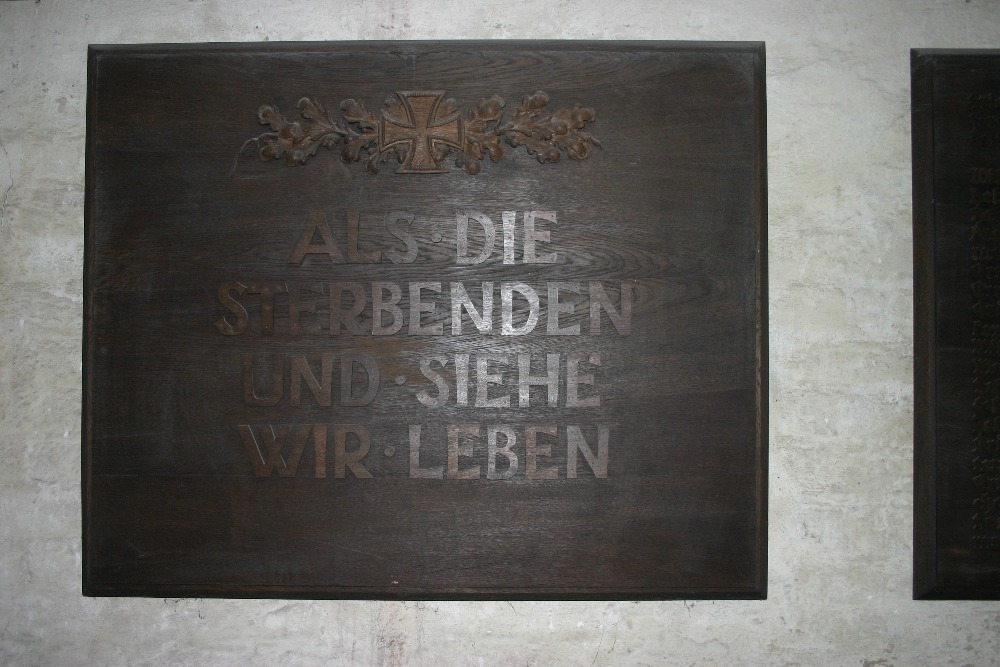 ALS · DIE
STERBENDEN
UND · SIEHE
WIR · LEBEN